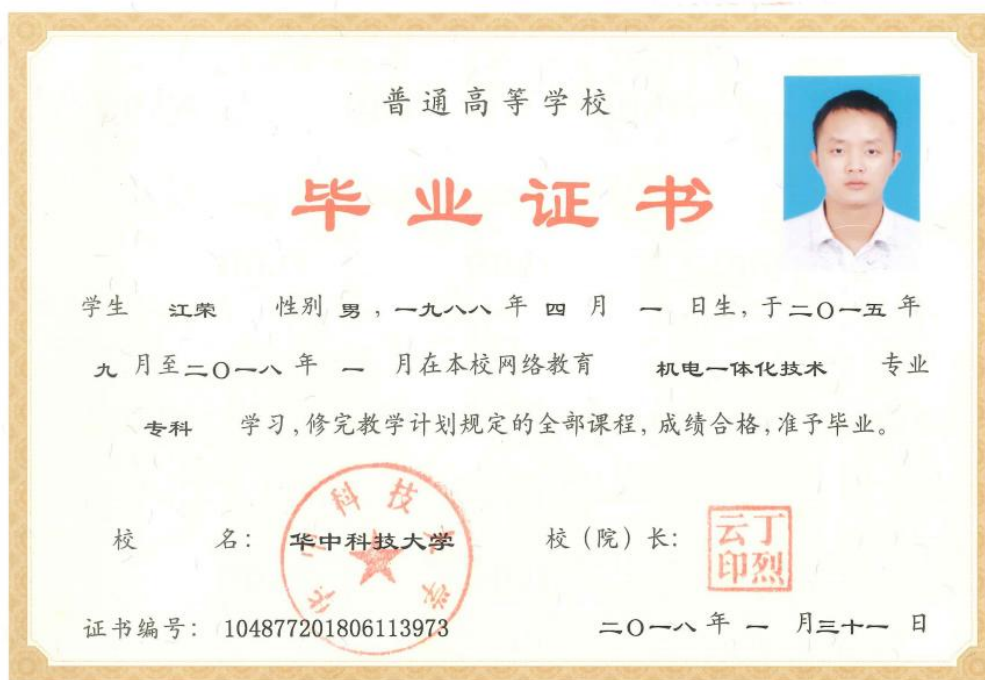 普通高等学校
毕业证书
学生 江荣 性别 男，一九八八 年 四 月 一 日生，于二〇一五 年
九 月至二〇一八 年 一 月在本校网络教育 机电一体化技术 专业
专科 学习，修完教学计划规定的全部课程，成绩合格，准予毕业。
华中科技大学
校 名： 华中科技大学 校（院）长： 丁烈云印
证书编号： 104877201806113973 二〇一八 年 一 月三十一 日